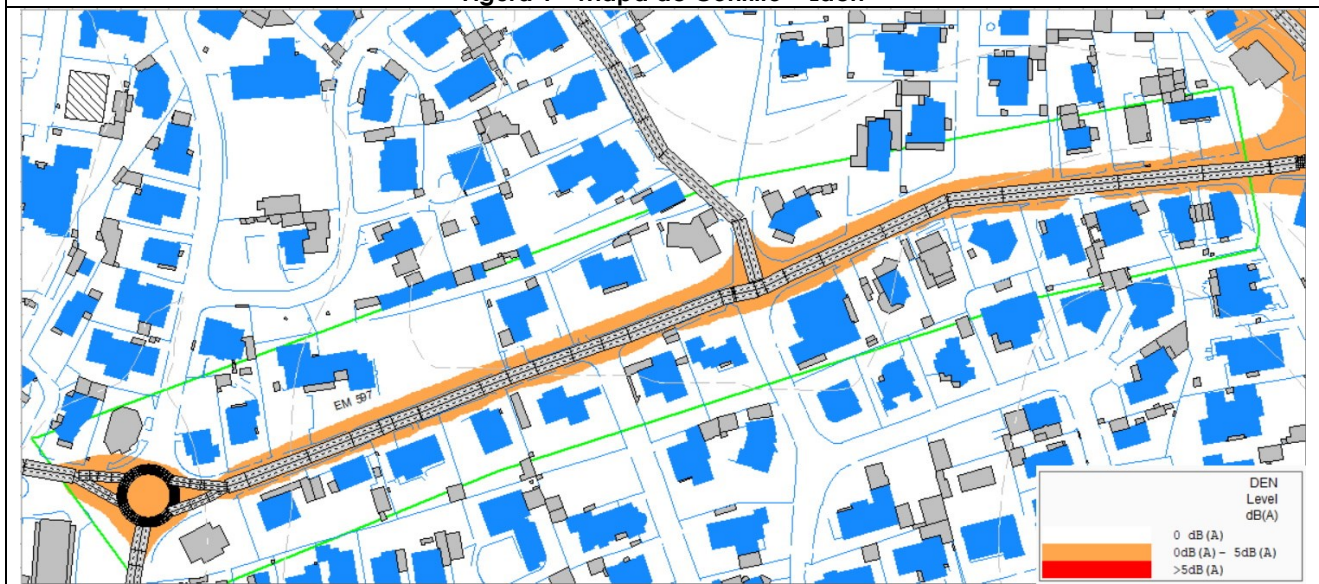 EM 597
DEN
Level
dB(A)
0 dB(A)
0dB(A) - 5dB(A)
>5dB(A)